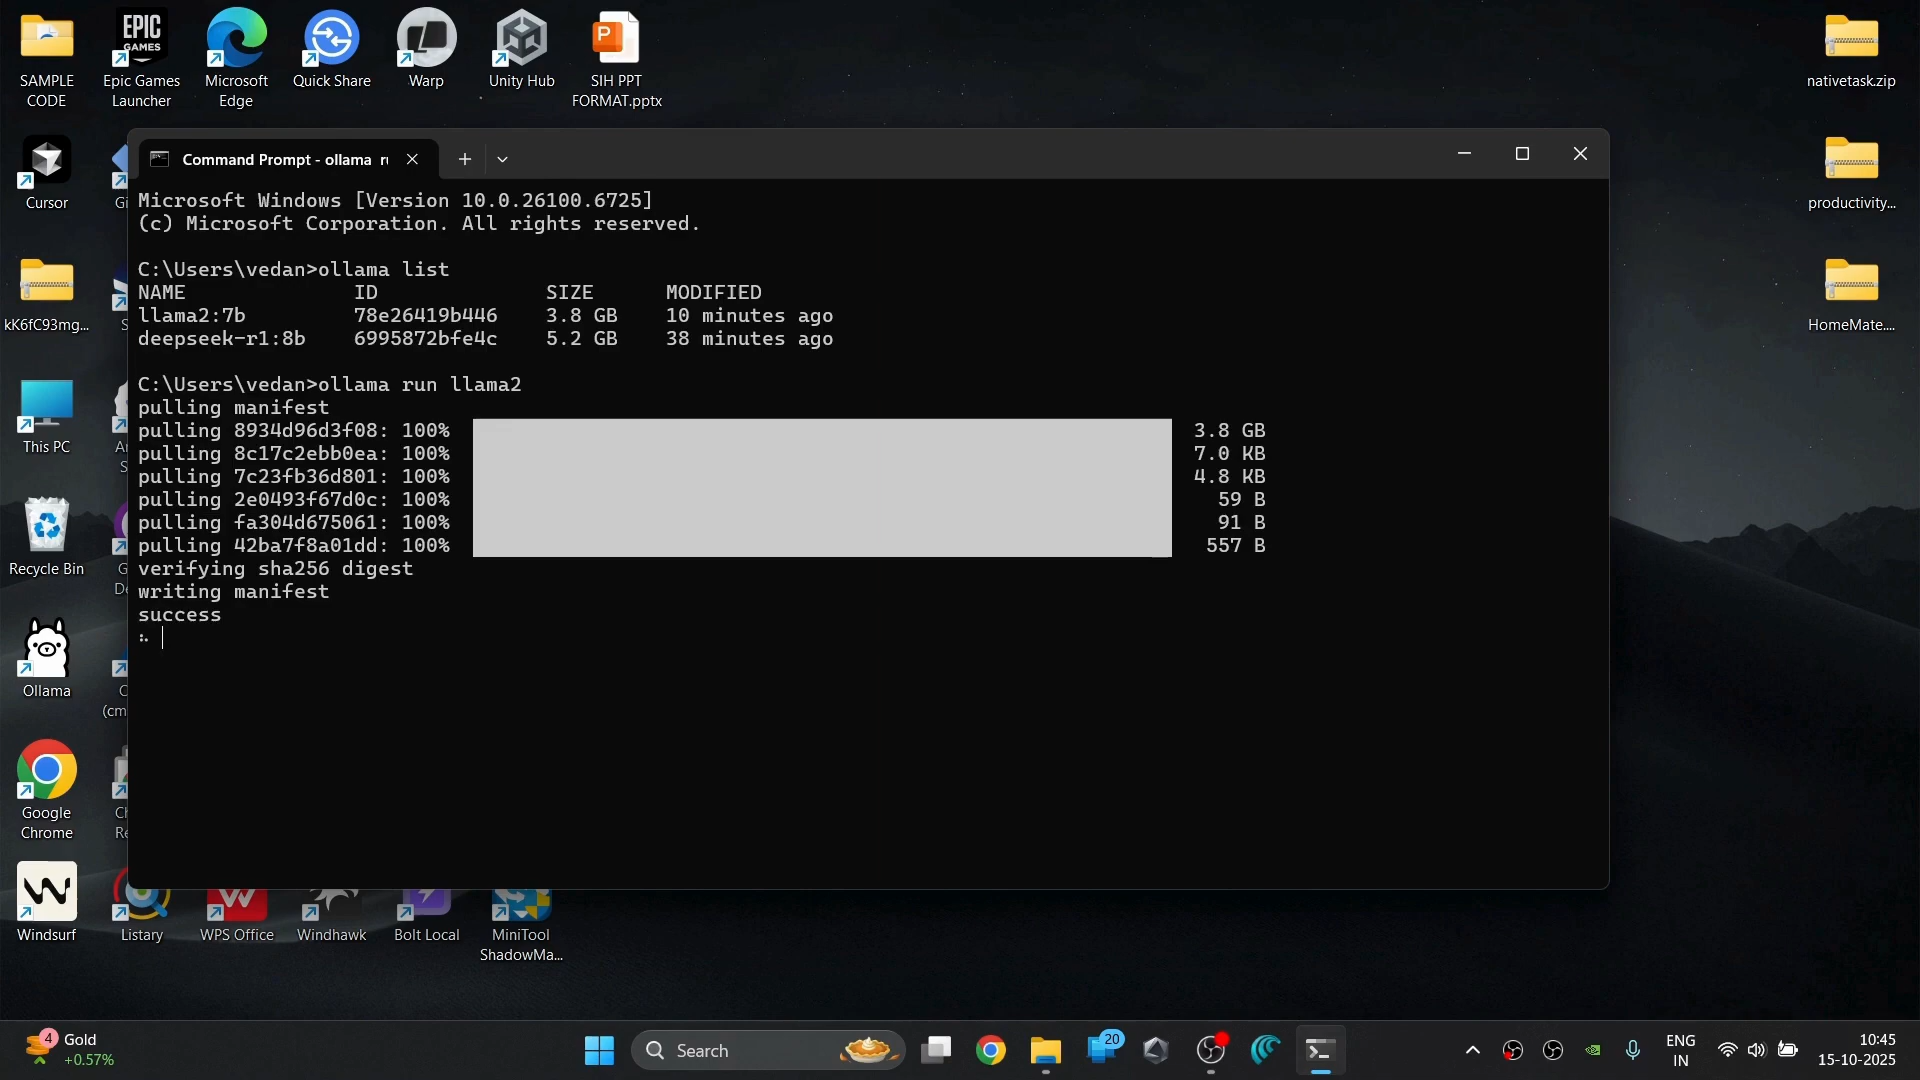 SAMPLE CODE
EPIC GAMES
Epic Games Launcher
Microsoft Edge
Quick Share
Warp
Unity Hub
P
SIH PPT FORMAT.pptx
nativetask.zip
Cursor
productivity...
kK6fC93mg...
HomeMate....
This PC
Recycle Bin
Ollama
(cm
Google Chrome
Windsurf
Listary
WPS Office
Windhawk
Bolt Local
MiniTool ShadowMa...
Command Prompt - ollama
Microsoft Windows [Version 10.0.26100.6725]
(c) Microsoft Corporation. All rights reserved.
C:\Users\vedan>ollama list
NAME ID SIZE MODIFIED
llama2:7b 78e26419b446 3.8 GB 10 minutes ago
deepseek-r1:8b 6995872bfe4c 5.2 GB 38 minutes ago
C:\Users\vedan>ollama run llama2
pulling manifest
pulling 8934d96d3f08: 100% 3.8 GB
pulling 8c17c2ebb0ea: 100% 7.0 KB
pulling 7c23fb36d801: 100% 4.8 KB
pulling 2e0493f67d0c: 100% 59 B
pulling fa304d675061: 100% 91 B
pulling 42ba7f8a01dd: 100% 557 B
verifying sha256 digest
writing manifest
success
4
Gold
+0.57%
Search
20
ENG
IN
10:45
15-10-2025